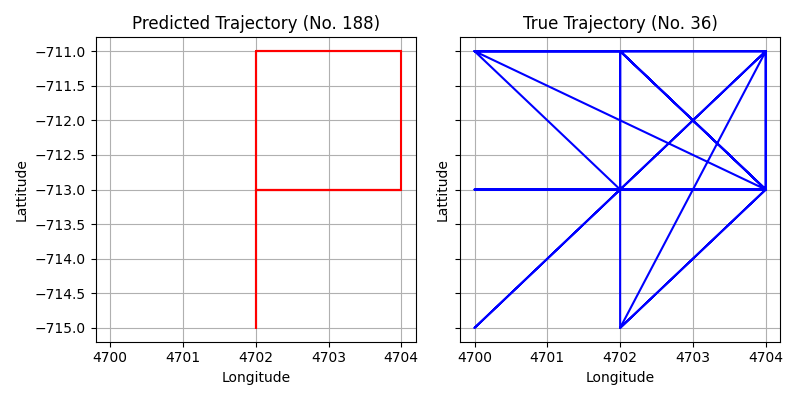 Predicted Trajectory (No. 188)
True Trajectory (No. 36)
Lattitude
−711.0
−711.5
−712.0
−712.5
−713.0
−713.5
−714.0
−714.5
−715.0
4700 4701 4702 4703 4704
Longitude
Lattitude
4700 4701 4702 4703 4704
Longitude